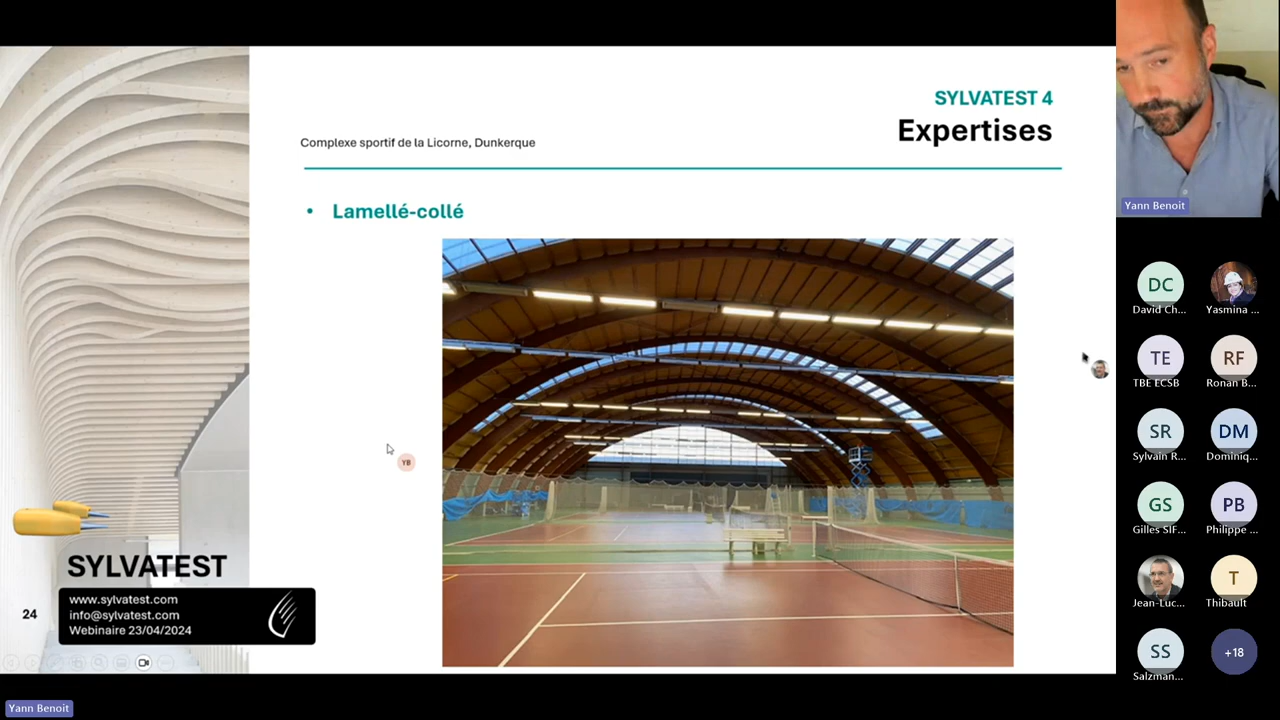 SYLVATEST 4
Expertises
Complexe sportif de la Licorne, Dunkerque
• Lamellé-collé
YB
SYLVATEST
www.sylvatest.com
info@sylvatest.com
Webinaire 23/04/2024
24
Yann Benoit
Yann Benoit
DC
David Ch...
Yasmina ...
TE
TBE ECSB
RF
Ronan B...
SR
Sylvain R...
DM
Dominiq...
GS
Gilles SIF...
PB
Philippe ...
Jean-Luc...
T
Thibault
SS
Salzman...
+18